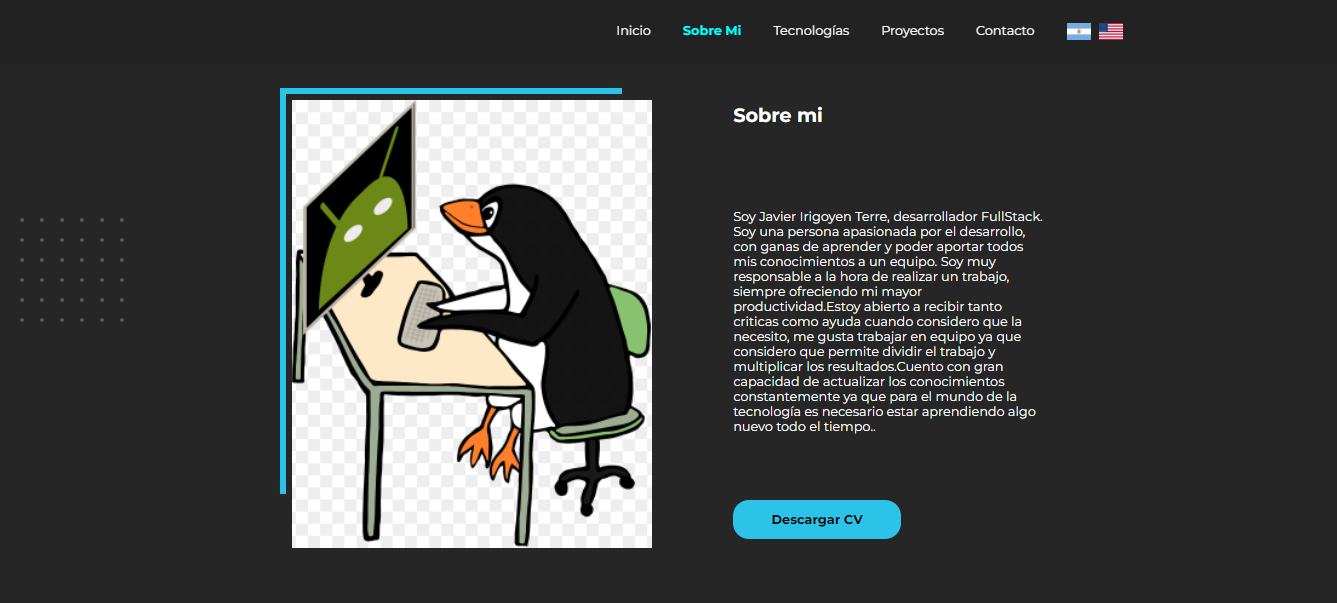 Inicio Sobre Mi Tecnologías Proyectos Contacto
Sobre mi
Soy Javier Irigoyen Terre, desarrollador FullStack.
Soy una persona apasionada por el desarrollo,
con ganas de aprender y poder aportar todos
mis conocimientos a un equipo. Soy muy
responsable a la hora de realizar un trabajo,
siempre ofreciendo mi mayor
productividad.Estoy abierto a recibir tanto
criticas como ayuda cuando considero que la
necesito, me gusta trabajar en equipo ya que
considero que permite dividir el trabajo y
multiplicar los resultados.Cuento con gran
capacidad de actualizar los conocimientos
constantemente ya que para el mundo de la
tecnología es necesario estar aprendiendo algo
nuevo todo el tiempo..
Descargar CV